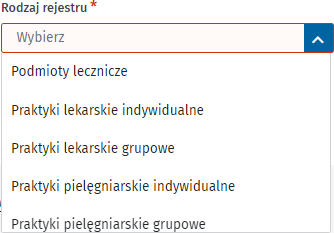 Rodzaj rejestru *
Wybierz
Podmioty lecznicze
Praktyki lekarskie indywidualne
Praktyki lekarskie grupowe
Praktyki pielęgniarskie indywidualne
Praktyki pielęgniarskie grupowe